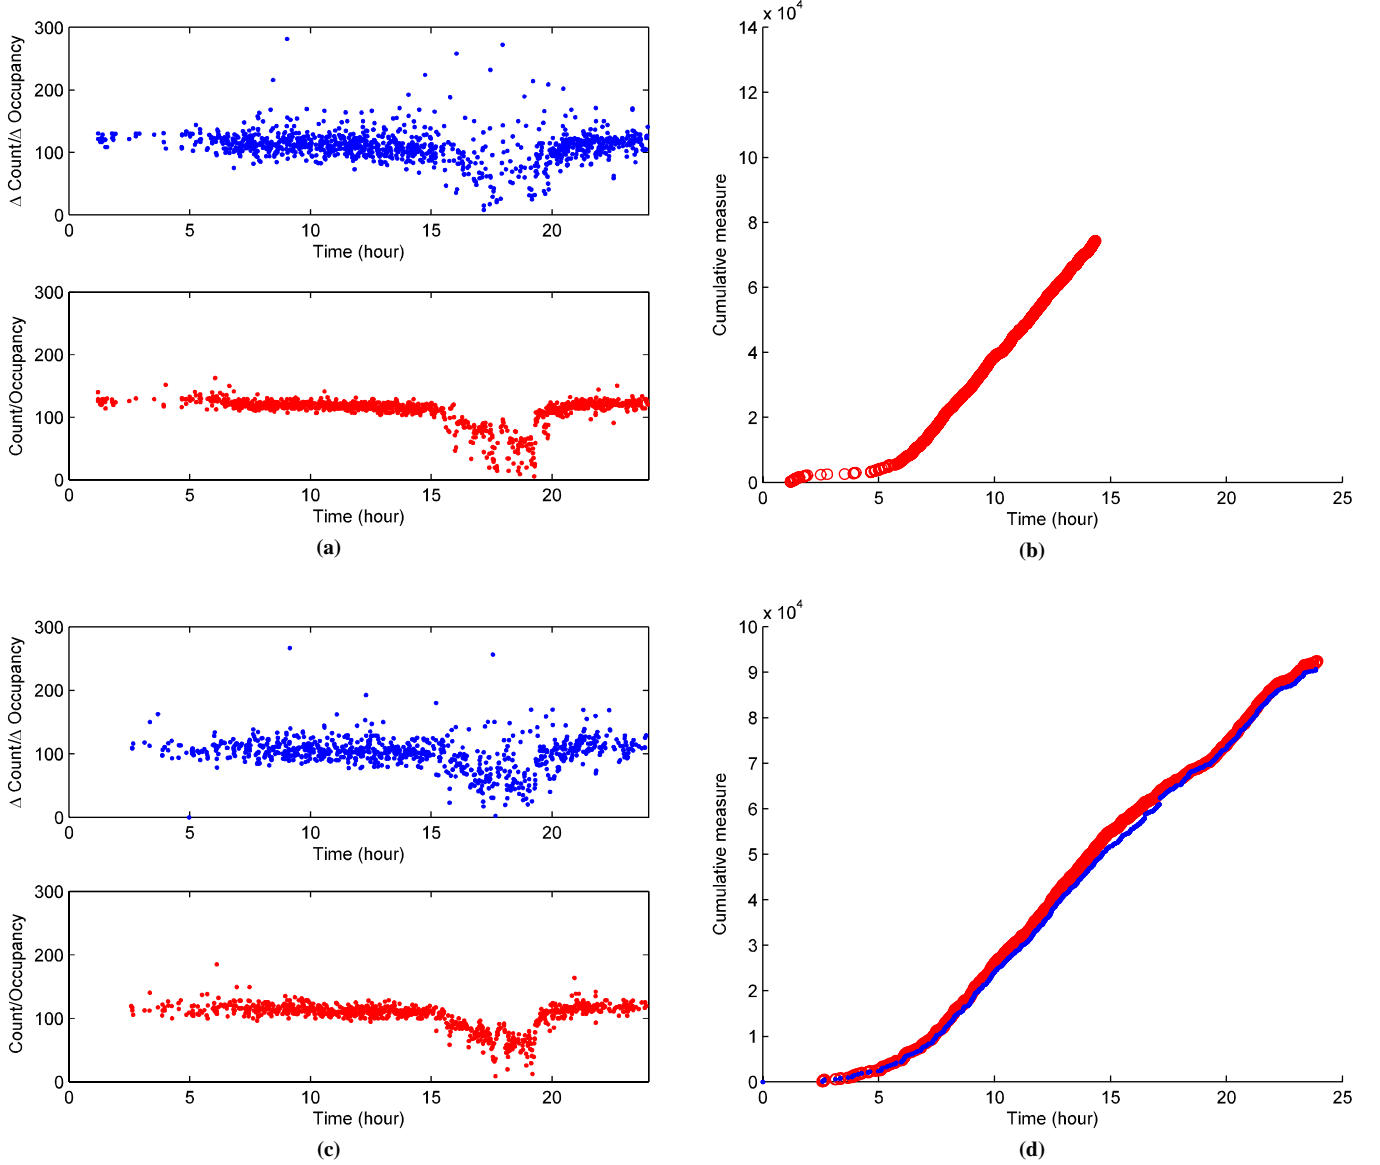 300
200
100
0
Δ Count/Δ Occupancy
0 5 10 15 20
Time (hour)
300
200
100
0
Count/Occupancy
0 5 10 15 20
Time (hour)
(a)
x 10^4
14
12
10
8
6
4
2
0
Cumulative measure
0 5 10 15 20 25
Time (hour)
(b)
300
200
100
0
Δ Count/Δ Occupancy
0 5 10 15 20
Time (hour)
300
200
100
0
Count/Occupancy
0 5 10 15 20
Time (hour)
(c)
x 10^4
10
9
8
7
6
5
4
3
2
1
0
Cumulative measure
0 5 10 15 20 25
Time (hour)
(d)